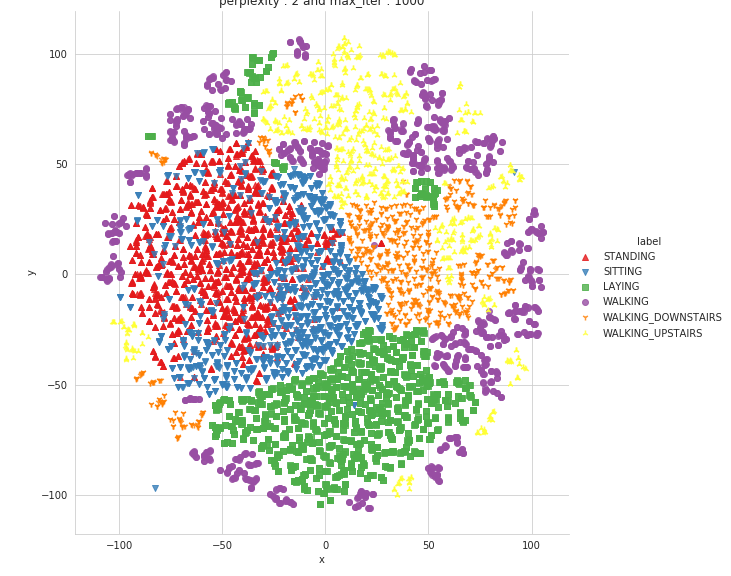 perplexity : 2 and max_iter : 1000
100
50
0
−50
−100
y
−100
−50
0
50
100
x
label
STANDING
SITTING
LAYING
WALKING
WALKING_DOWNSTAIRS
WALKING_UPSTAIRS